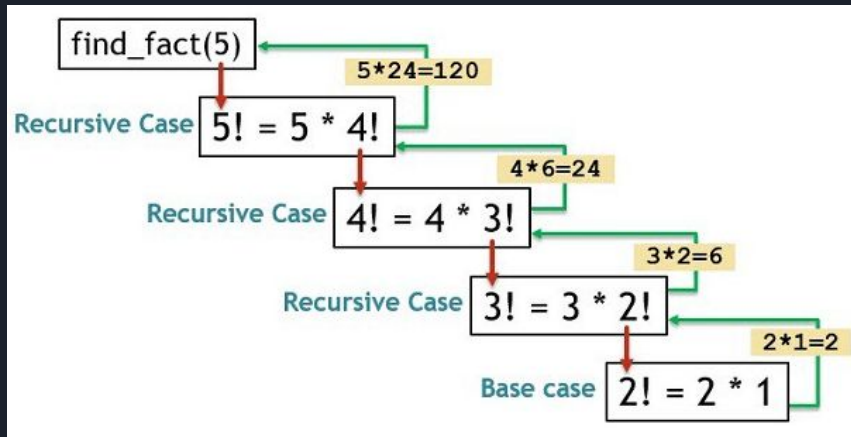 find_fact(5)
5*24=120
Recursive Case 5! = 5 * 4!
4*6=24
Recursive Case 4! = 4 * 3!
3*2=6
Recursive Case 3! = 3 * 2!
2*1=2
Base case 2! = 2 * 1